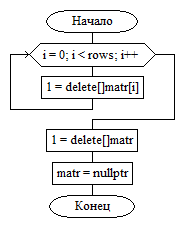 Начало
i = 0; i < rows; i++
1 = delete[]matr[i]
1 = delete[]matr
matr = nullptr
Конец